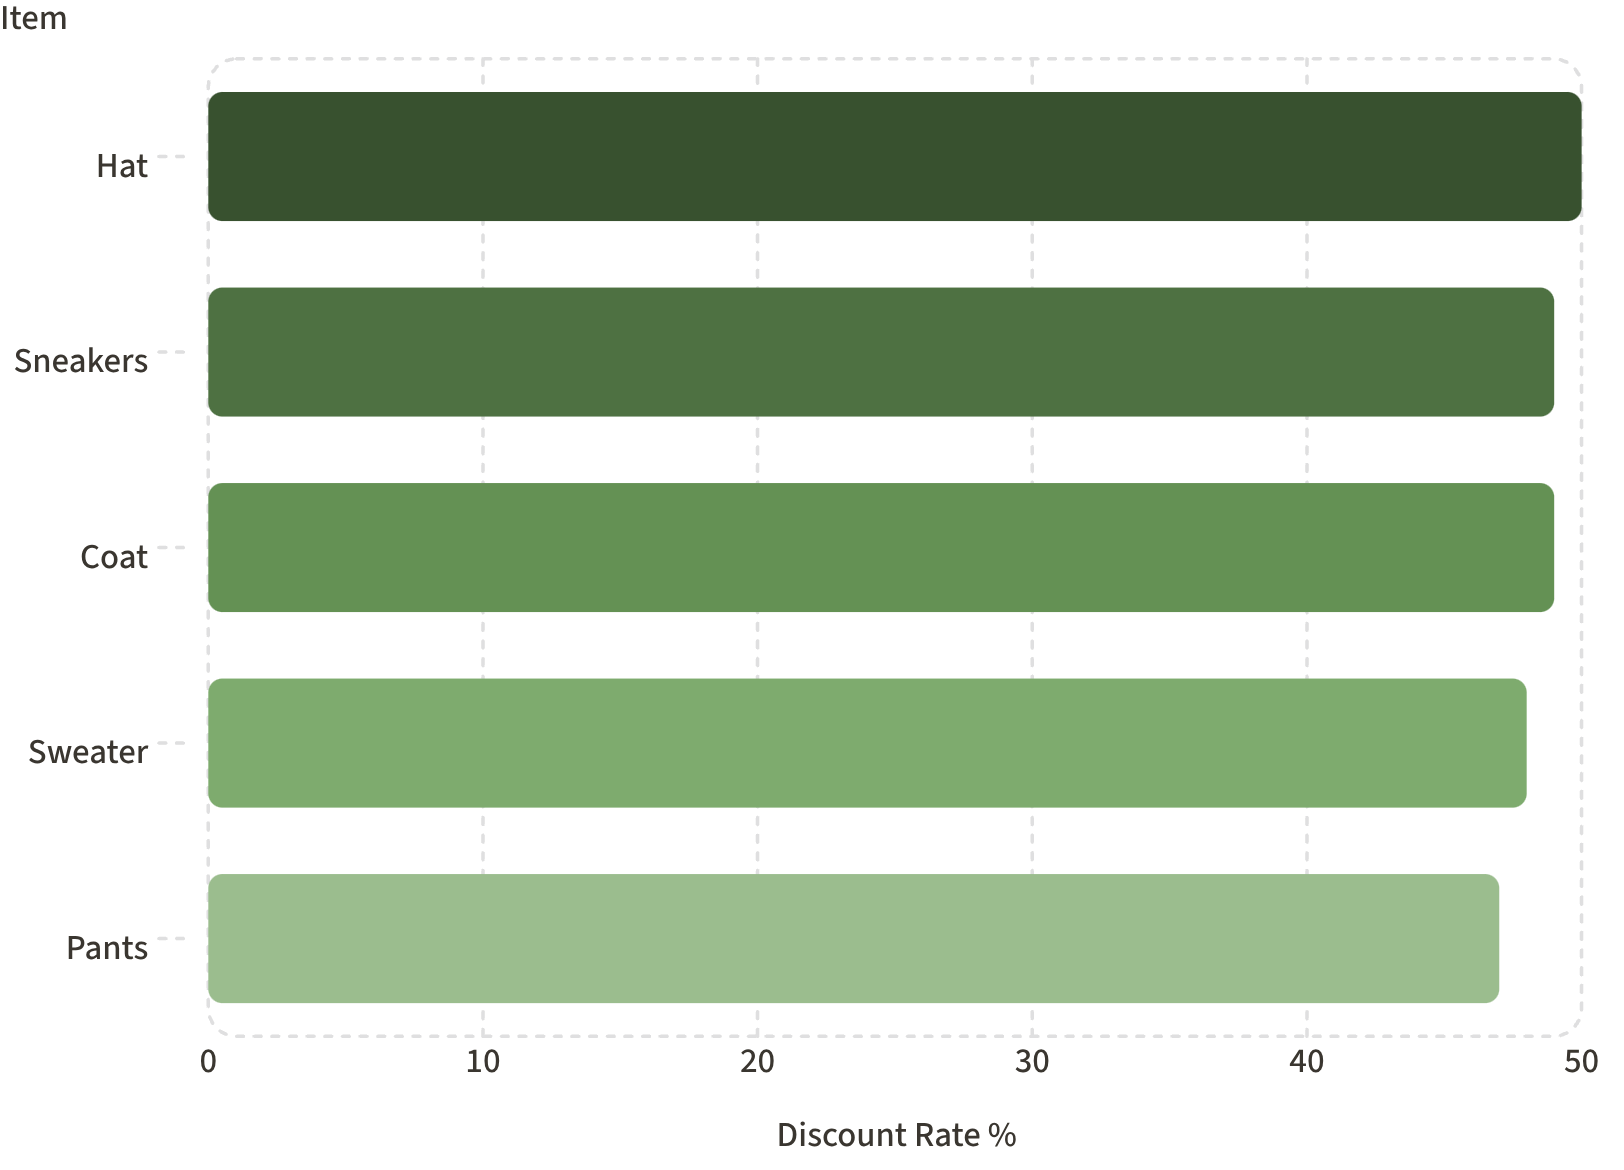 Item
Hat
Sneakers
Coat
Sweater
Pants
0 10 20 30 40 50
Discount Rate %